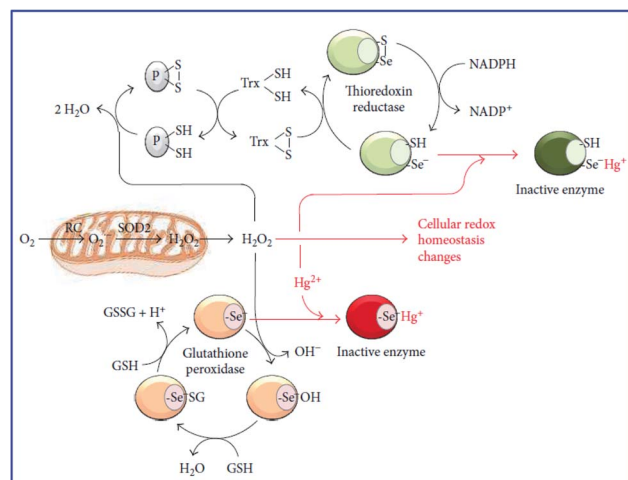 S
S
Se
P
S
S
Trx
SH
SH
NADPH
Thioredoxin
reductase
2 H₂O
NADP⁺
P
SH
SH
Trx
S
S
-SH
-Se⁻
-SH
-Se⁻Hg⁺
Inactive enzyme
O₂
RC
O₂⁻
SOD2
H₂O₂
H₂O₂
Cellular redox
homeostasis
changes
Hg²⁺
GSSG + H⁺
-Se⁻
-Se⁻Hg⁺
Glutathione
peroxidase
OH⁻
Inactive enzyme
GSH
-Se⁻SG
-Se⁻OH
H₂O
GSH